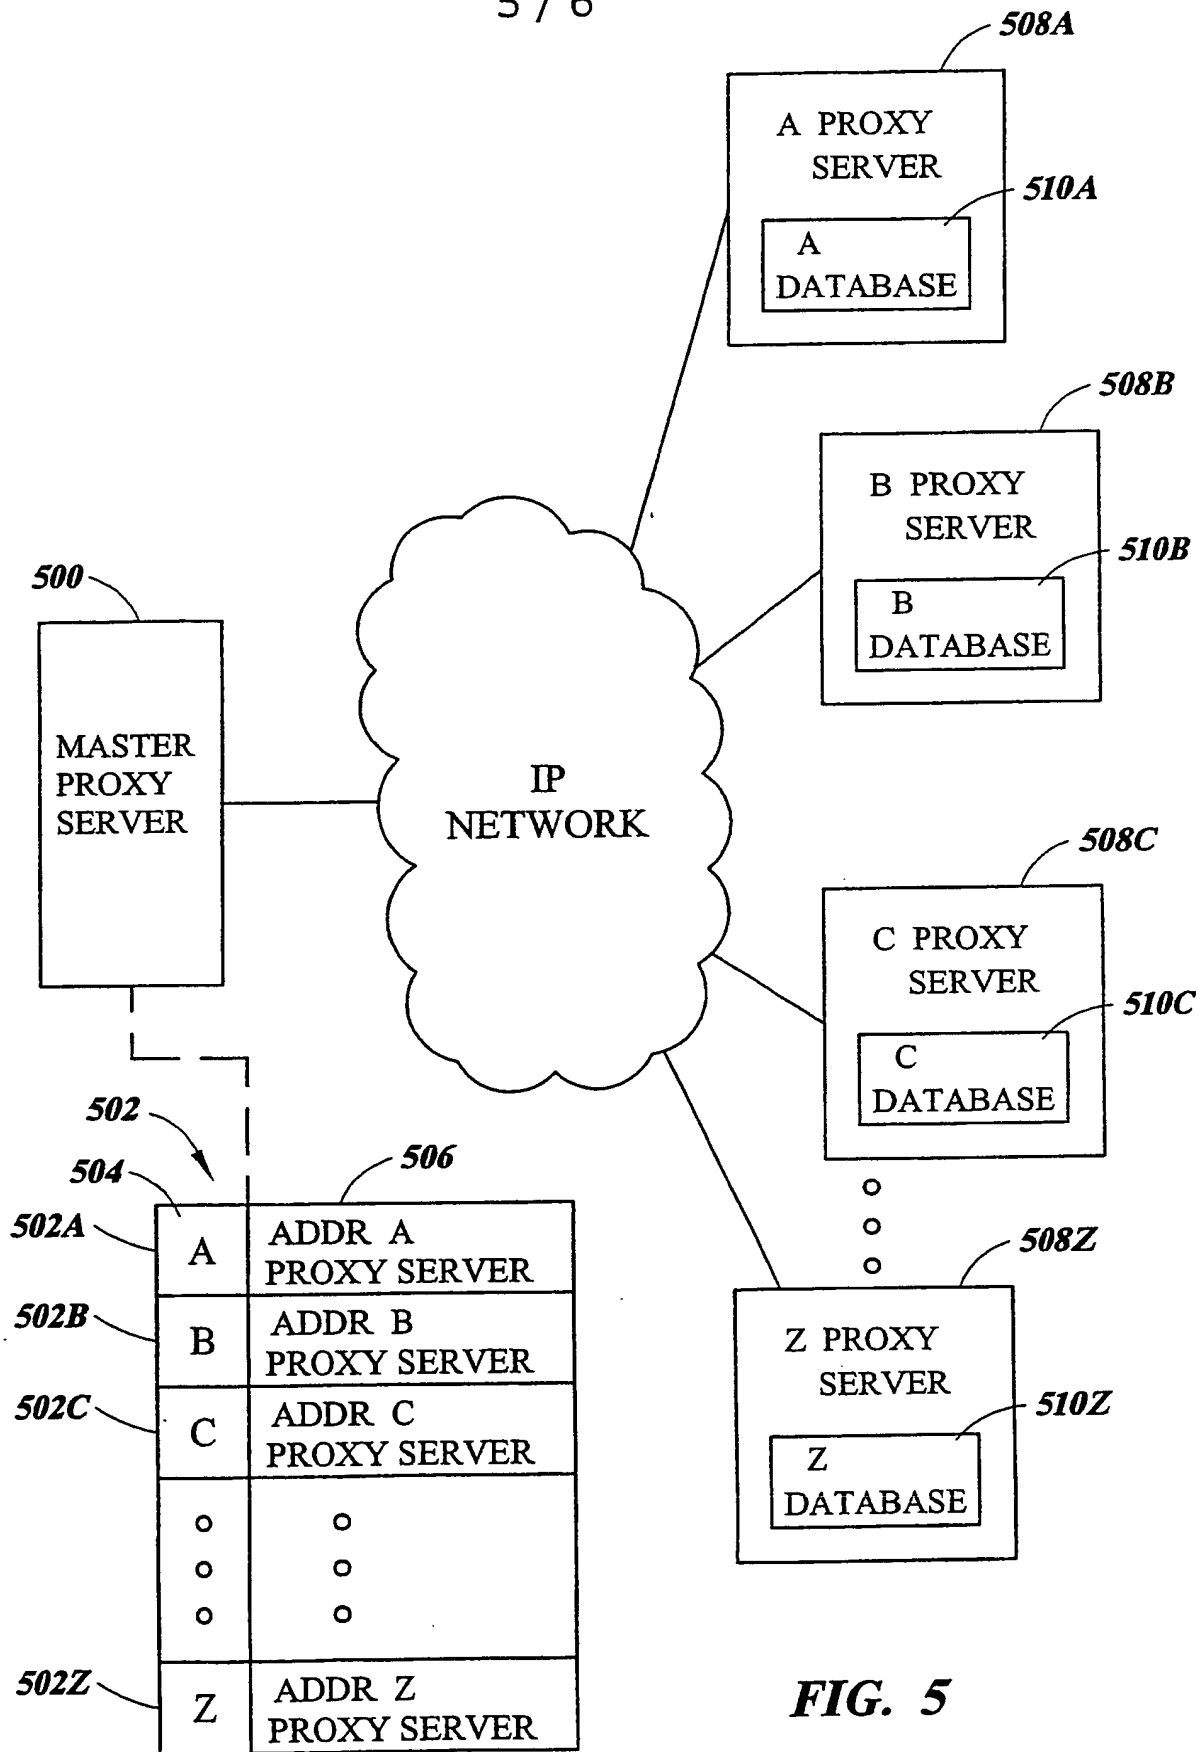 5 / 6
508A
A PROXY
SERVER
510A
A
DATABASE
508B
B PROXY
SERVER
510B
B
DATABASE
500
MASTER
PROXY
SERVER
IP
NETWORK
508C
C PROXY
SERVER
510C
C
DATABASE
502
504
506
502A
A
ADDR A
PROXY SERVER
502B
B
ADDR B
PROXY SERVER
502C
C
ADDR C
PROXY SERVER
502Z
Z
ADDR Z
PROXY SERVER
508Z
Z PROXY
SERVER
510Z
Z
DATABASE
FIG. 5